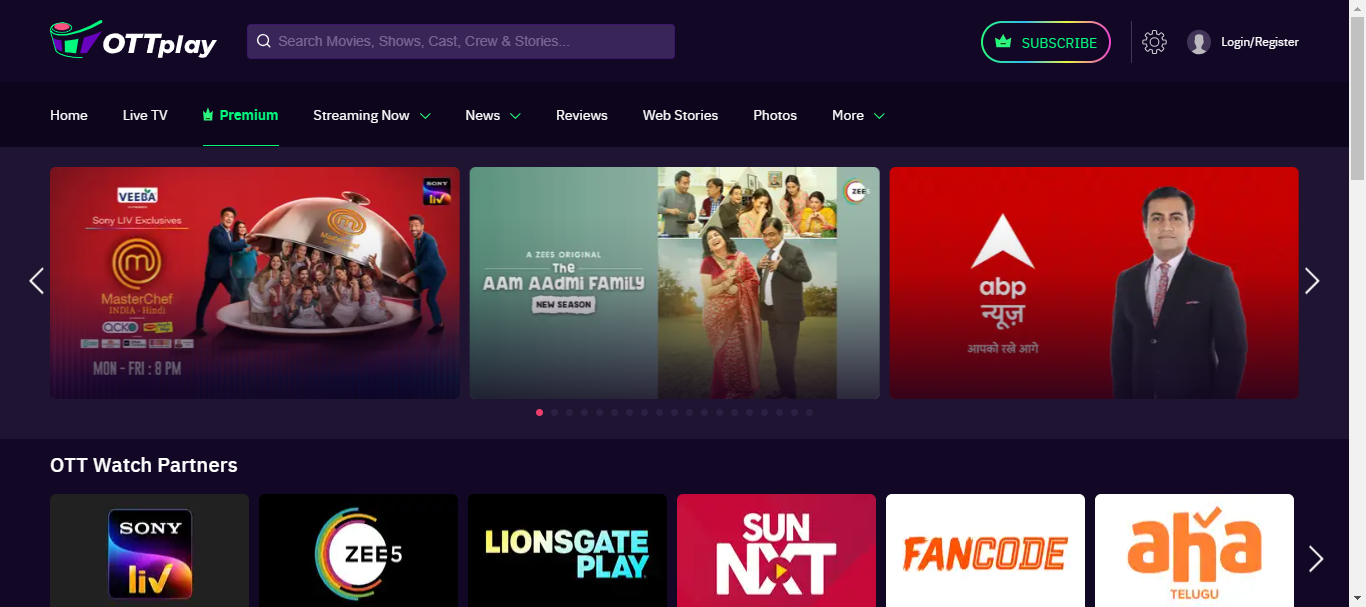 OTTplay
Search Movies, Shows, Cast, Crew & Stories...
SUBSCRIBE
Login/Register
Home
Live TV
Premium
Streaming Now
News
Reviews
Web Stories
Photos
More
VEEBA
Sony LIV Exclusives
MasterChef
INDIA - Hindi
ACKO
MON - FRI : 8 PM
MasterChef
SONY
liv
A ZEE5 ORIGINAL
The
AAM AADMI FAMILY
NEW SEASON
ZEE5
abp
न्यूज़
आपको रखे आगे
OTT Watch Partners
SONY
liv
ZEE5
LIONSGATE
PLAY
SUN
NXT
FANCODE
aha
TELUGU